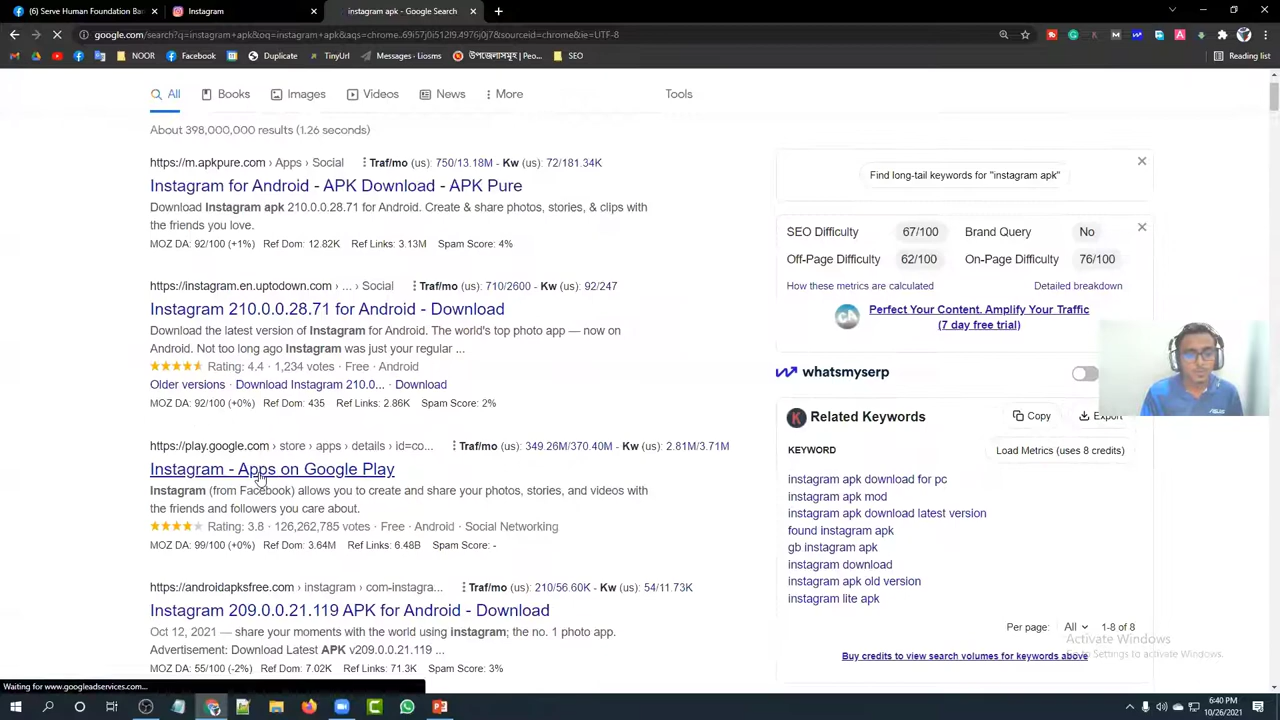 (6) Serve Human Foundation Ba
Instagram
instagram apk - Google Search
google.com/search?q=instagram+apk&oq=instagram+apk&aqs=chrome..69i57j0i512l9.4976j0j7&sourceid=chrome&ie=UTF-8
NOOR
Facebook
TinyURL
Messages - Liosms
উপজেলাসমূহ | Peo...
SEO
Reading list
All
Books
Images
Videos
News
More
Tools
About 398,000,000 results (1.26 seconds)
https://m.apkpure.com › Apps › Social
Traf/mo (us): 750/13.18M - Kw (us): 72/181.34K
Instagram for Android - APK Download - APK Pure
Download Instagram apk 210.0.0.28.71 for Android. Create & share photos, stories, & clips with
the friends you love.
MOZ DA: 92/100 (+1%) Ref Dom: 12.82K Ref Links: 3.13M Spam Score: 4%
https://instagram.en.uptodown.com › ... › Social
Traf/mo (us): 710/2600 - Kw (us): 92/247
Instagram 210.0.0.28.71 for Android - Download
Download the latest version of Instagram for Android. The world's top photo app — now on
Android. Not too long ago Instagram was just your regular ...
Rating: 4.4 · 1,234 votes · Free · Android
Older versions · Download Instagram 210.0... · Download
MOZ DA: 92/100 (+0%) Ref Dom: 435 Ref Links: 2.86K Spam Score: 2%
https://play.google.com › store › apps › details › id=co...
Traf/mo (us): 349.26M/370.40M - Kw (us): 2.81M/3.71M
Instagram - Apps on Google Play
Instagram (from Facebook) allows you to create and share your photos, stories, and videos with
the friends and followers you care about.
Rating: 3.8 · 126,262,785 votes · Free · Android · Social Networking
MOZ DA: 99/100 (+0%) Ref Dom: 3.64M Ref Links: 6.48B Spam Score: -
https://androidapksfree.com › instagram › com-instagra...
Traf/mo (us): 210/56.60K - Kw (us): 54/11.73K
Instagram 209.0.0.21.119 APK for Android - Download
Oct 12, 2021 — share your moments with the world using instagram; the no. 1 photo app.
Advertisement: Download Latest APK v209.0.0.21.119 ...
MOZ DA: 55/100 (-2%) Ref Dom: 7.02K Ref Links: 71.3K Spam Score: 3%
Find long-tail keywords for "instagram apk"
SEO Difficulty 67/100 Brand Query No
Off-Page Difficulty 62/100 On-Page Difficulty 76/100
How these metrics are calculated
Detailed breakdown
CA
Perfect Your Content. Amplify Your Traffic
(7 day free trial)
whatsmyserp
K
Related Keywords
Copy
Export
KEYWORD
Load Metrics (uses 8 credits)
instagram apk download for pc
instagram apk mod
instagram apk download latest version
found instagram apk
gb instagram apk
instagram download
instagram apk old version
instagram lite apk
Per page: All 1-8 of 8
Buy credits to view search volumes for keywords above
Activate Windows
to Settings to activate Windows.
ASUS
Waiting for www.googleadservices.com...
6:40 PM
10/26/2021